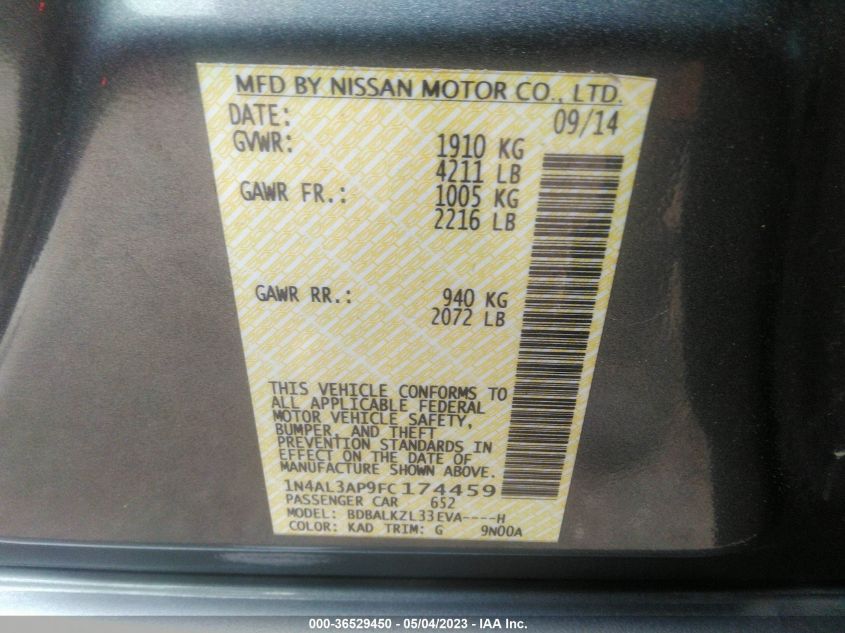 MFD BY NISSAN MOTOR CO., LTD.
DATE: 09/14
GVWR: 1910 KG
4211 LB
GAWR FR.: 1005 KG
2216 LB
GAWR RR.: 940 KG
2072 LB
THIS VEHICLE CONFORMS TO
ALL APPLICABLE FEDERAL
MOTOR VEHICLE SAFETY,
BUMPER, AND THEFT
PREVENTION STANDARDS IN
EFFECT ON THE DATE OF
MANUFACTURE SHOWN ABOVE.
1N4AL3AP9FC174459
PASSENGER CAR 652
MODEL: BDBALKZL33EVA----H
COLOR: KAD TRIM: G 9N00A
000-36529450 - 05/04/2023 - IAA Inc.